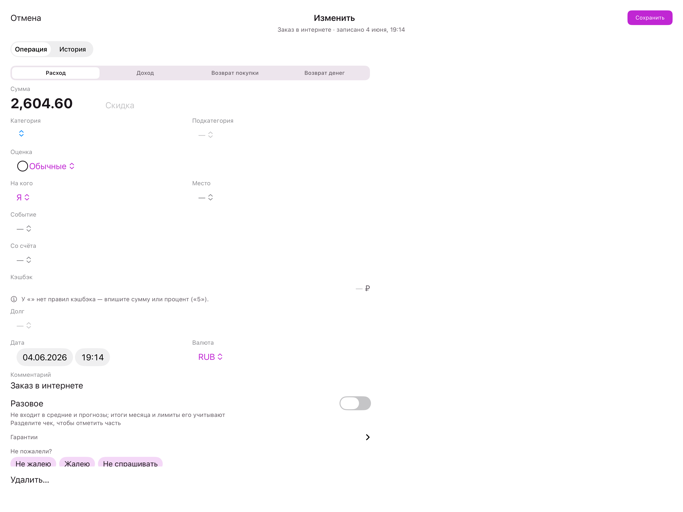 Отмена
Изменить
Сохранить
Заказ в интернете · записано 4 июня, 19:14
Операция История
Расход Доход Возврат покупки Возврат денег
Сумма
2,604.60 Скидка
Категория Подкатегория
—
Оценка
Обычные
На кого Место
Я —
Событие
—
Со счёта
—
Кэшбэк
— ₽
У «» нет правил кэшбэка — впишите сумму или процент («5»).
Долг
—
Дата Валюта
04.06.2026 19:14 RUB
Комментарий
Заказ в интернете
Разовое
Не входит в средние и прогнозы; итоги месяца и лимиты его учитывают
Разделите чек, чтобы отметить часть
Гарантии
Не пожалели?
Не жалею Жалею Не спрашивать
Удалить...